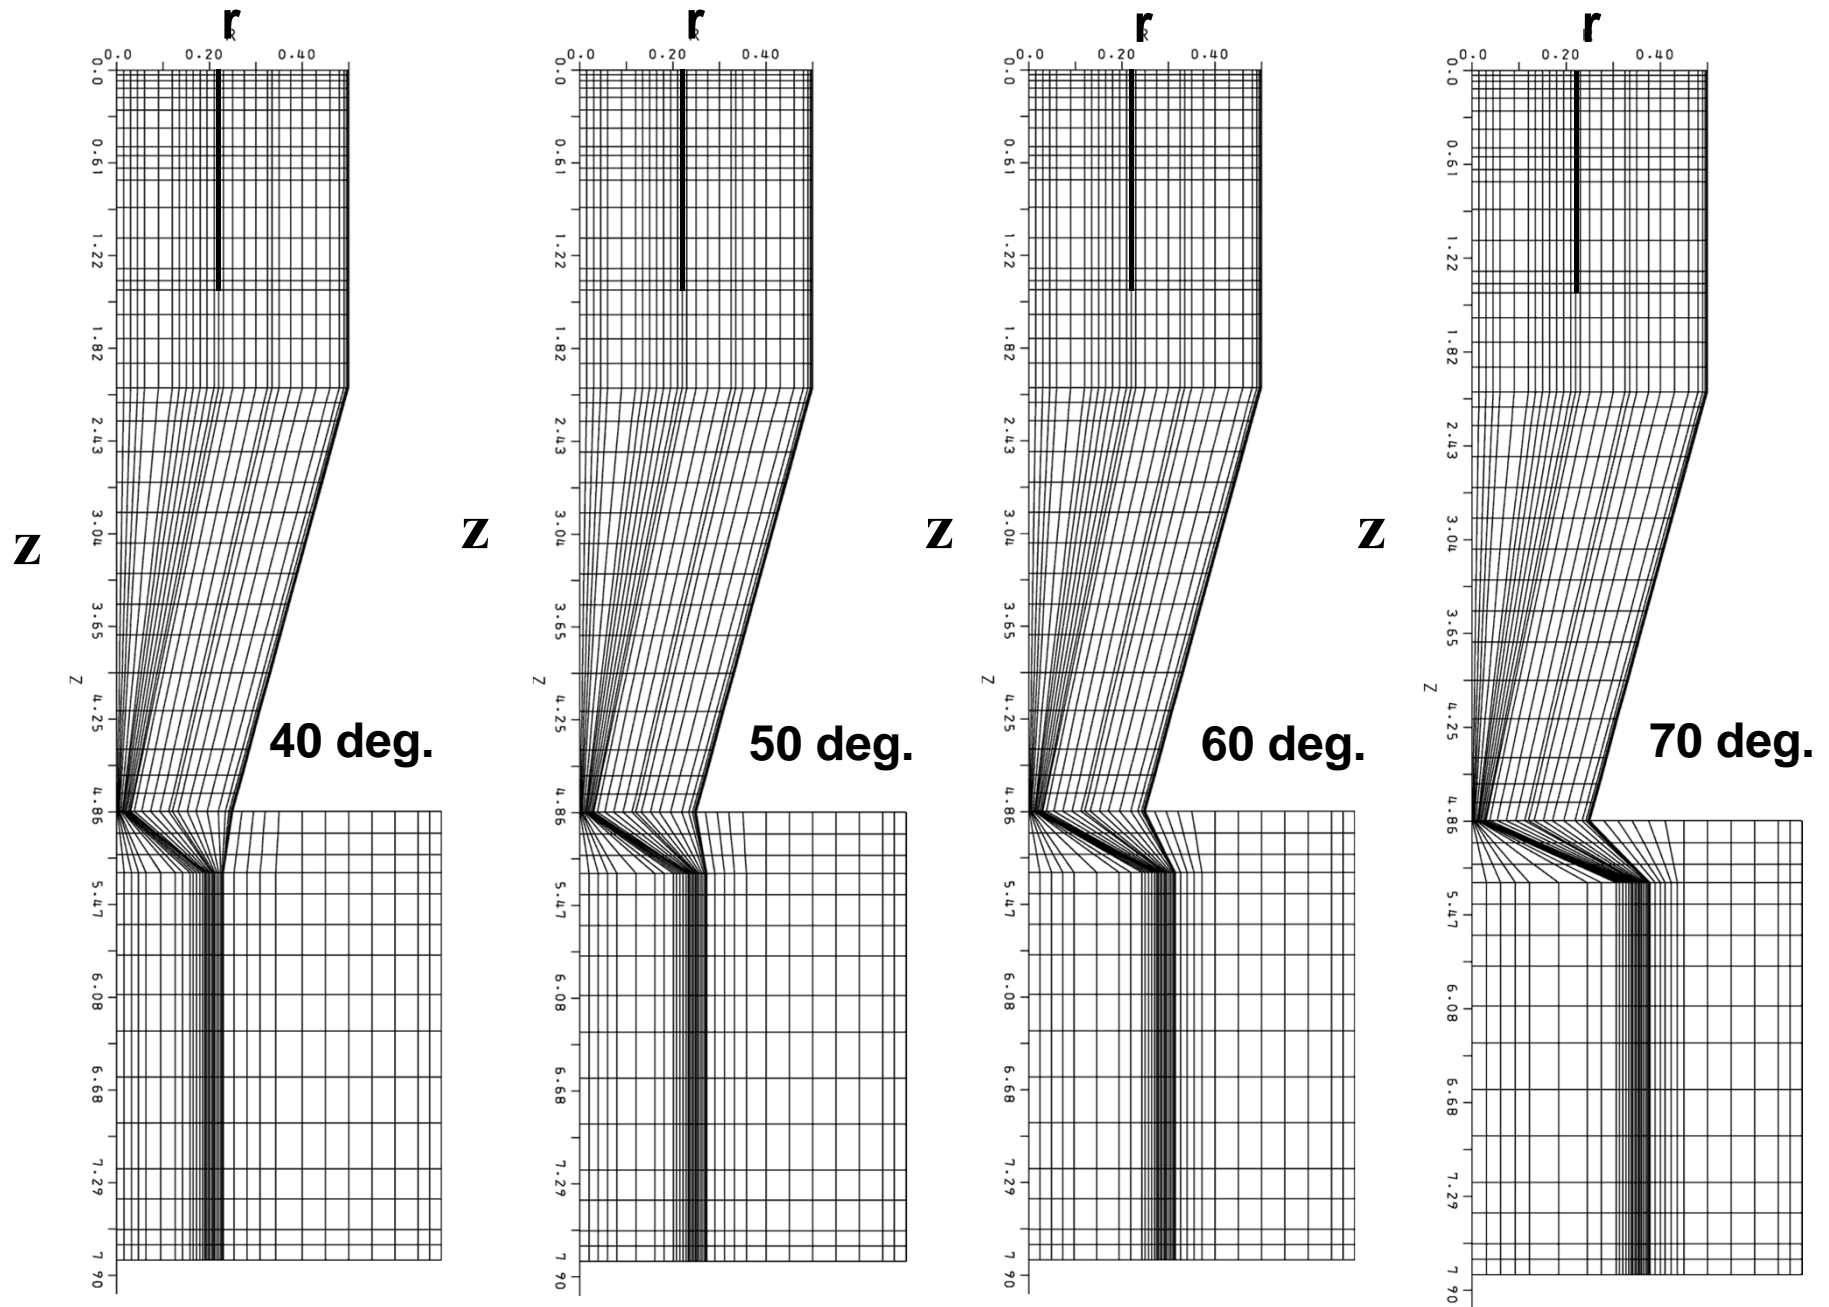 r r r r
R R R
0.0 0.20 0.40 0.0 0.20 0.40 0.0 0.20 0.40 0.0 0.20 0.40
0.0 0.0 0.0 0.0
0.61 0.61 0.61 0.61
1.22 1.22 1.22 1.22
1.82 1.82 1.82 1.82
2.43 2.43 2.43 2.43
3.04 3.04 3.04 3.04
z z z z
3.65 3.65 3.65 3.65
Z Z Z Z
4.25 4.25 4.25 4.25
40 deg. 50 deg. 60 deg. 70 deg.
4.86 4.86 4.86 4.86
5.47 5.47 5.47 5.47
6.08 6.08 6.08 6.08
6.68 6.68 6.68 6.68
7.29 7.29 7.29 7.29
7.90 7.90 7.90 7.90